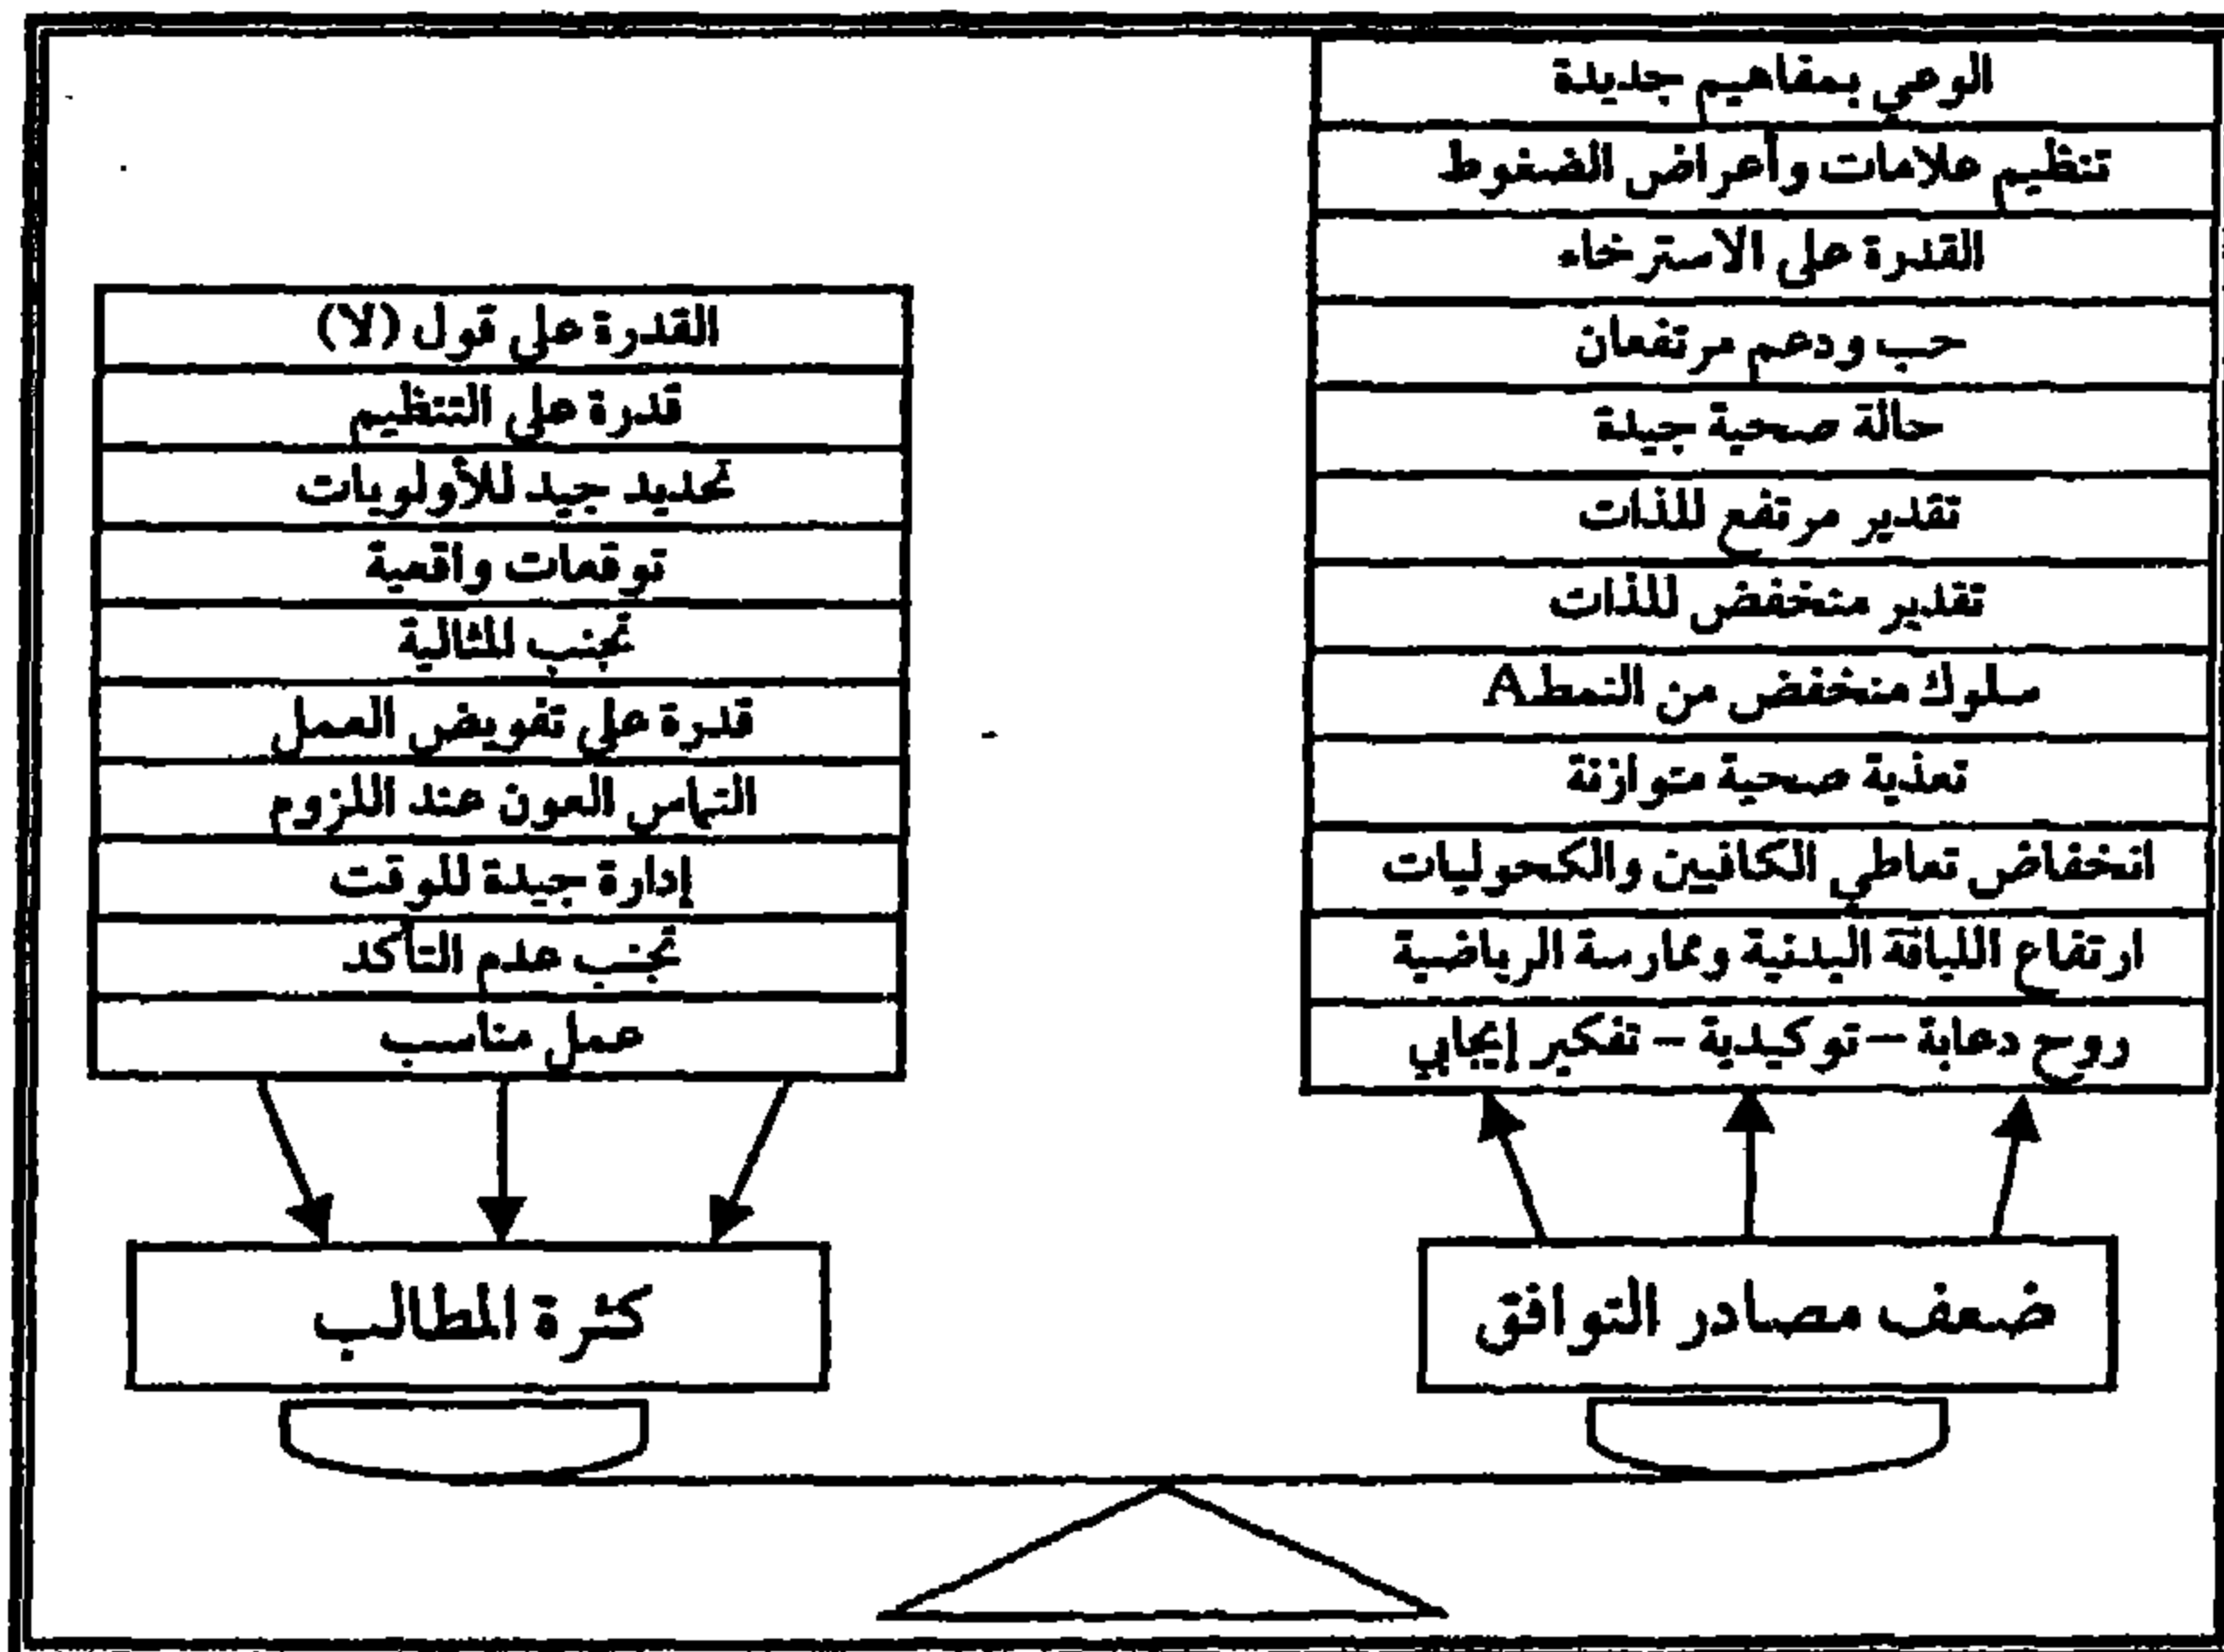 الوعي بمفاهيم جديدة
تنظيم علامات وأعراض الضغوط
القدرة على الاسترخاء
حب ودعم مرتفعان
حالة صحية جيدة
تقدير مرتفع للذات
تقدير منخفض للذات
سلوك منخفض من النمط A
تعذية صحية متوازنة
انخفاض تعاطي الكافيين والكحوليات
ارتفاع اللياقة البدنية وممارسة الرياضية
روح دعابة – توكيدية – تفكير إيجابي
ضعف مصادر التوافق
القدرة على قول (لا)
قدرة على التنظيم
تحديد جيد للأولويات
توقعات واقعية
تجنب للمثالية
قدرة على تفويض العمل
التماس العون عند اللزوم
إدارة جيدة للوقت
تجنب عدم التأكد
عمل مناسب
كثرة المطالب